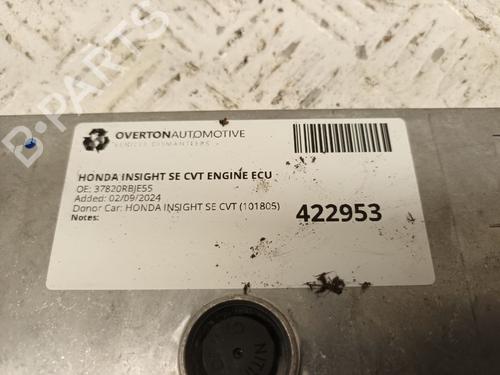 OVERTONAUTOMOTIVE
VEHICLE DISMANTLERS
HONDA INSIGHT SE CVT ENGINE ECU
OE: 37820RBJE55
Added: 02/09/2024
Donor Car: HONDA INSIGHT SE CVT (101805)
Notes:
422953